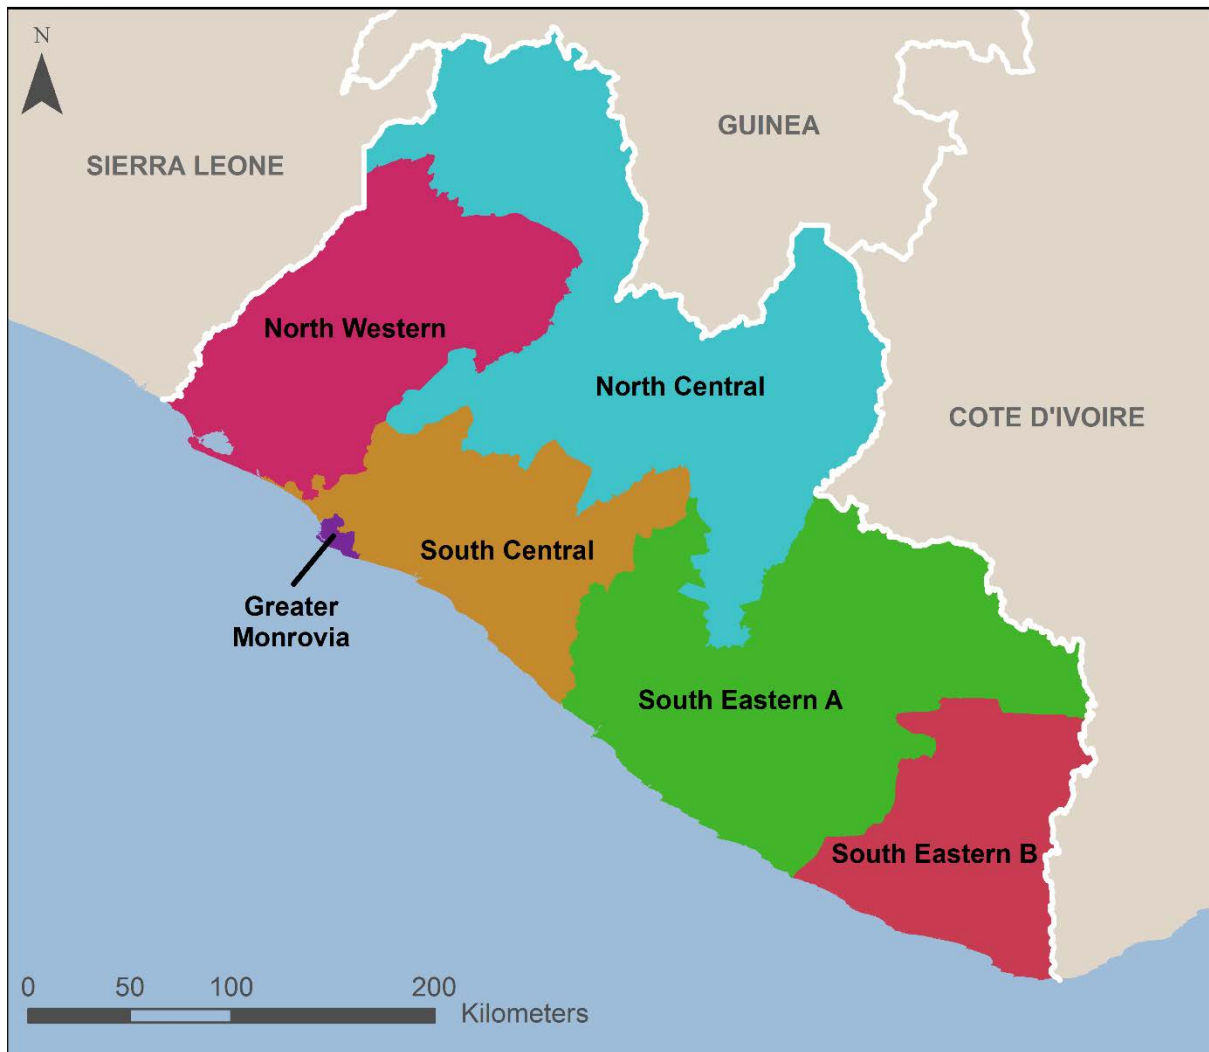 N
GUINEA
SIERRA LEONE
North Western
North Central
COTE D'IVOIRE
South Central
Greater
Monrovia
South Eastern A
South Eastern B
0 50 100 200
Kilometers